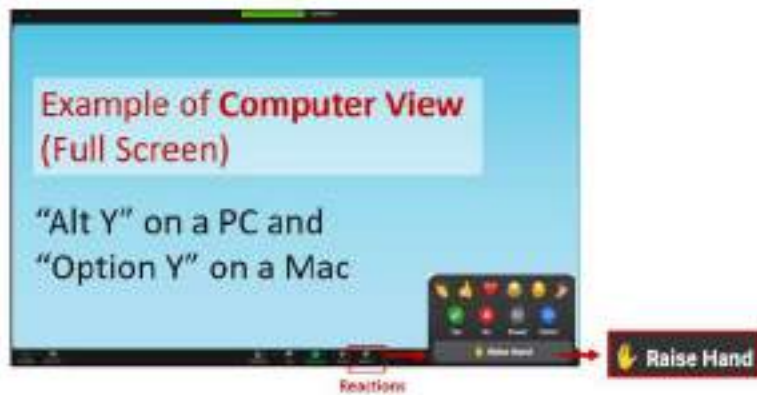 Example of Computer View
(Full Screen)
“Alt Y” on a PC and
“Option Y” on a Mac
Raise Hand
Raise Hand
Reactions